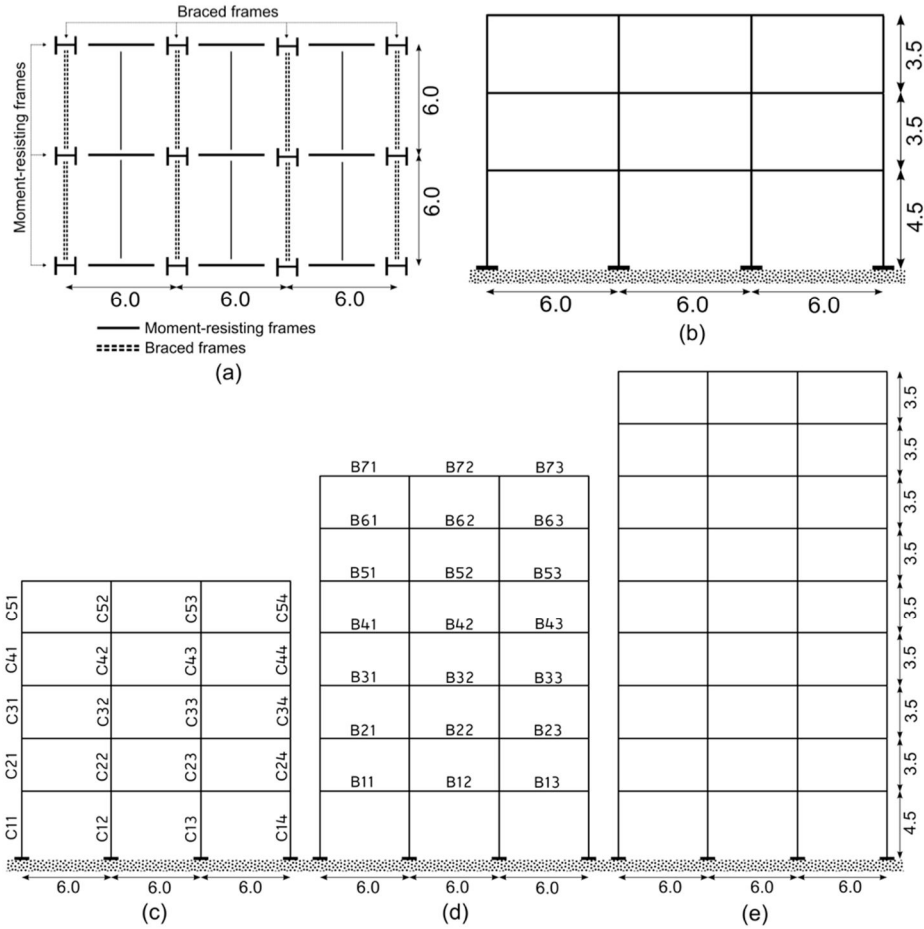 Braced frames
Moment-resisting frames
6.0
6.0
6.0 6.0 6.0
Moment-resisting frames
Braced frames
(a)
3.5
3.5
4.5
6.0 6.0 6.0
(b)
C51 C52 C53 C54
C41 C42 C43 C44
C31 C32 C33 C34
C21 C22 C23 C24
C11 C12 C13 C14
6.0 6.0 6.0
(c)
B71 B72 B73
B61 B62 B63
B51 B52 B53
B41 B42 B43
B31 B32 B33
B21 B22 B23
B11 B12 B13
6.0 6.0 6.0
(d)
3.5
3.5
3.5
3.5
3.5
3.5
3.5
3.5
4.5
6.0 6.0 6.0
(e)